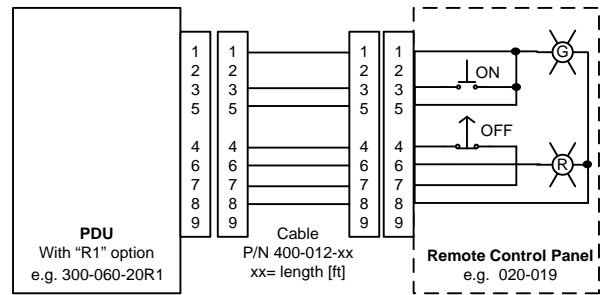 1 1 1 1
2 2 2 2
3 3 3 3
5 5 5 5
4 4 4 4
6 6 6 6
7 7 7 7
8 8 8 8
9 9 9 9
G
ON
OFF
R
PDU
With “R1” option
e.g. 300-060-20R1
Cable
P/N 400-012-xx
xx= length [ft]
Remote Control Panel
e.g. 020-019